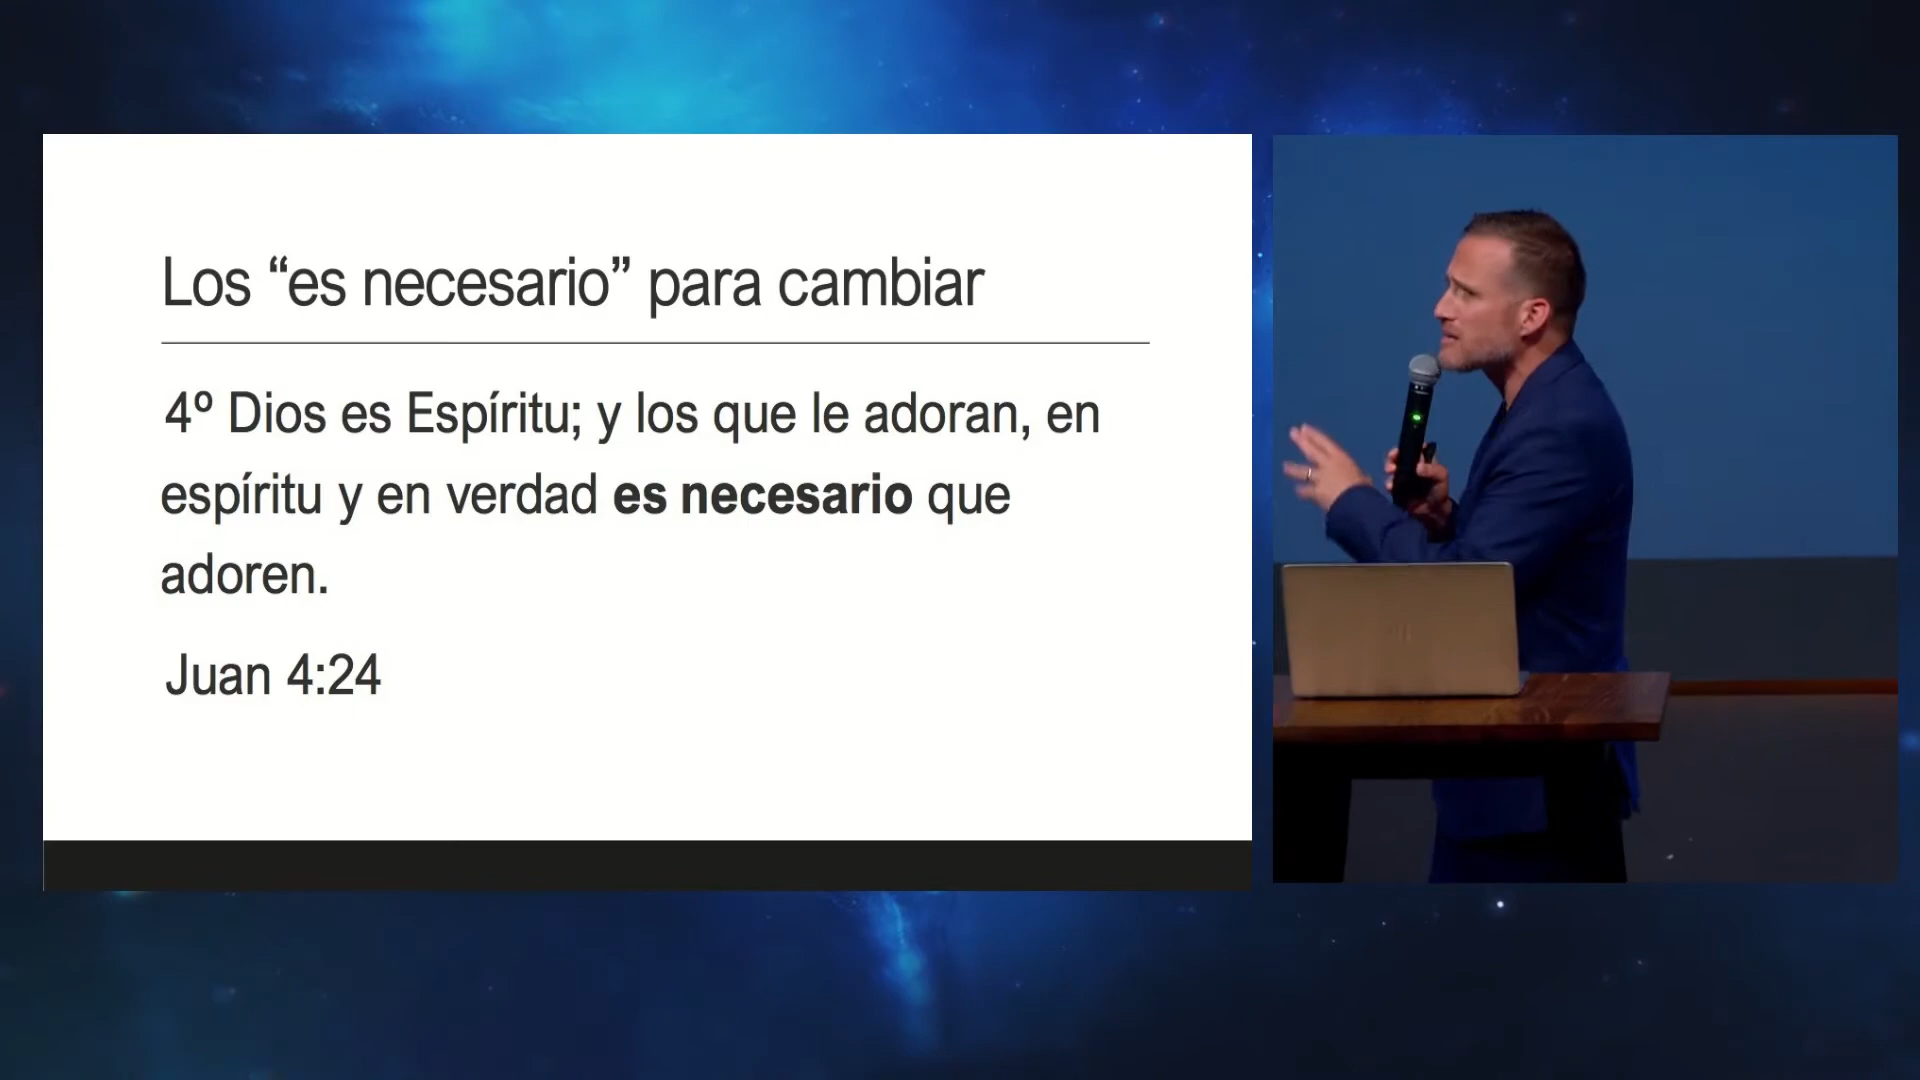 Los “es necesario” para cambiar
4º Dios es Espíritu; y los que le adoran, en
espíritu y en verdad es necesario que
adoren.
Juan 4:24